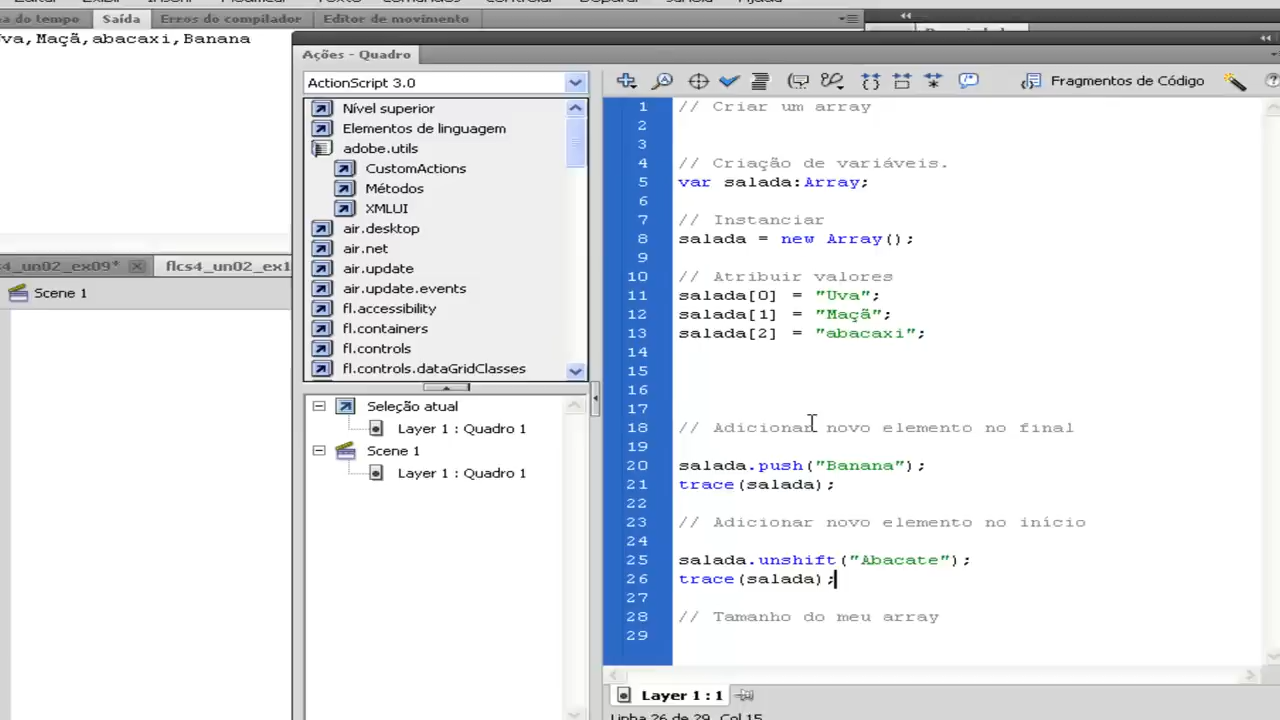 do tempo Saída Erros do compilador Editor de movimento
va,Maçã,abacaxi,Banana
Ações - Quadro
ActionScript 3.0
Fragmentos de Código
Nível superior
Elementos de linguagem
adobe.utils
CustomActions
Métodos
XMLUI
air.desktop
air.net
air.update
air.update.events
fl.accessibility
fl.containers
fl.controls
fl.controls.dataGridClasses
Seleção atual
Layer 1 : Quadro 1
Scene 1
Layer 1 : Quadro 1
s4_un02_ex09* flcs4_un02_ex1
Scene 1
1 // Criar um array
2
3
4 // Criação de variáveis.
5 var salada:Array;
6
7 // Instanciar
8 salada = new Array();
9
10 // Atribuir valores
11 salada[0] = "Uva";
12 salada[1] = "Maçã";
13 salada[2] = "abacaxi";
14
15
16
17
18 // Adicionar novo elemento no final
19
20 salada.push("Banana");
21 trace(salada);
22
23 // Adicionar novo elemento no início
24
25 salada.unshift("Abacate");
26 trace(salada);
27
28 // Tamanho do meu array
29
Layer 1 : 1
Linha 26 de 29, Col 15